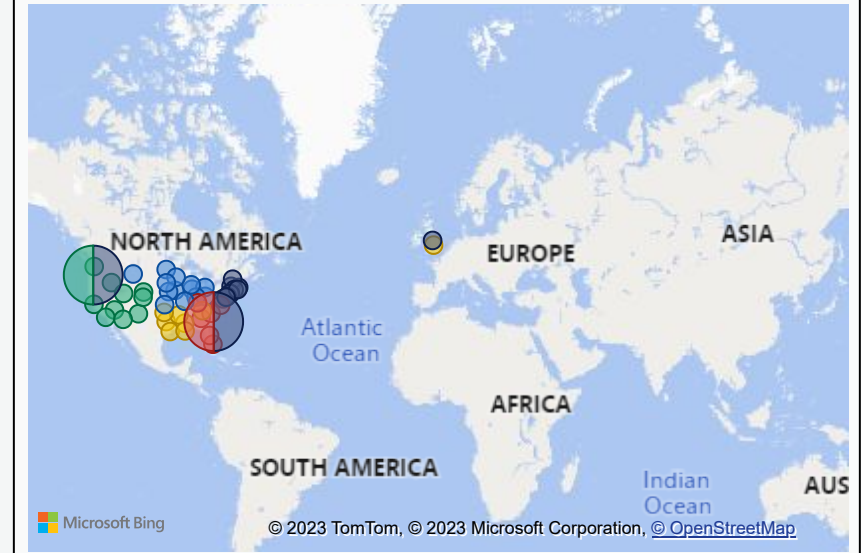 NORTH AMERICA
EUROPE
ASIA
Atlantic
Ocean
AFRICA
SOUTH AMERICA
Indian
Ocean
AUS
Microsoft Bing
© 2023 TomTom, © 2023 Microsoft Corporation, © OpenStreetMap